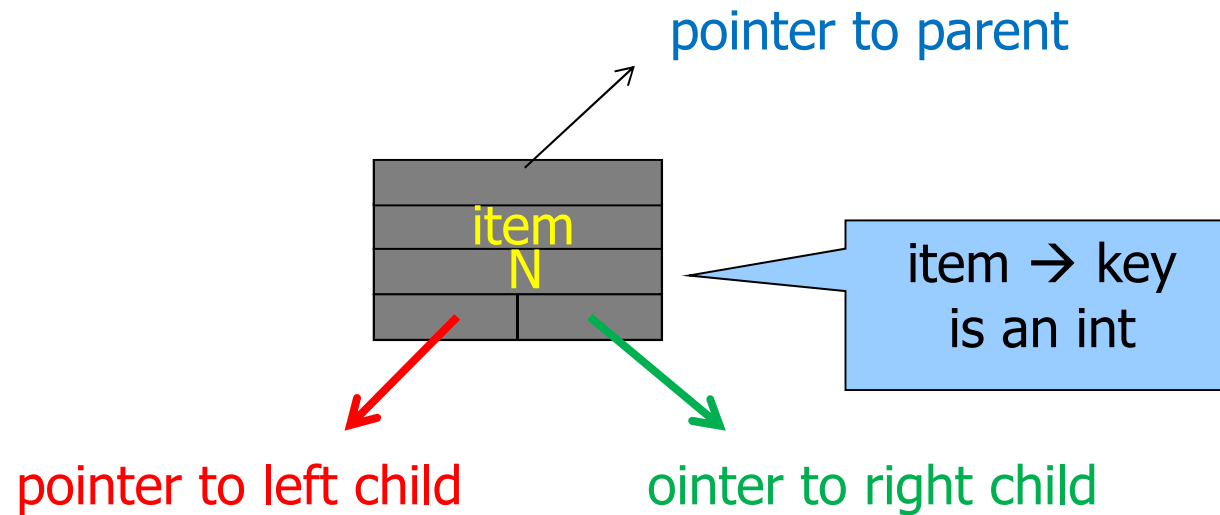 pointer to parent
item
N
item → key
is an int
pointer to left child
ointer to right child